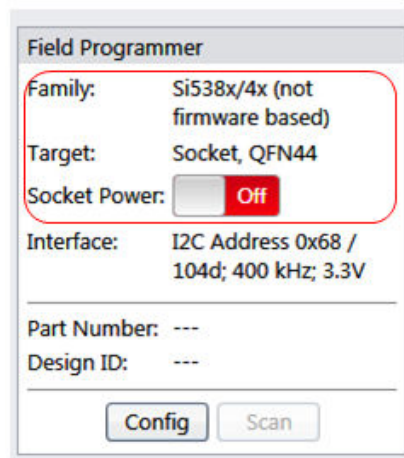 Field Programmer
Family: Si538x/4x (not
firmware based)
Target: Socket, QFN44
Socket Power: Off
Interface: I2C Address 0x68 /
104d; 400 kHz; 3.3V
Part Number: ---
Design ID: ---
Config Scan